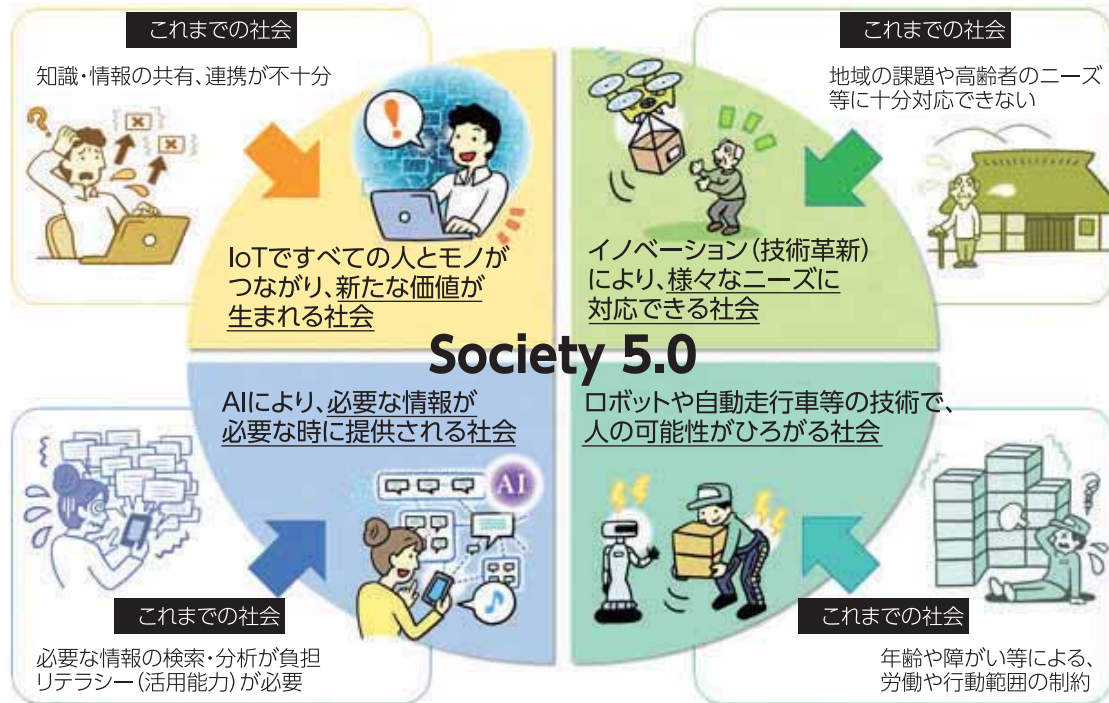 これまでの社会
知識・情報の共有、連携が不十分
IoTですべての人とモノが
つながり、新たな価値が
生まれる社会
これまでの社会
地域の課題や高齢者のニーズ
等に十分対応できない
イノベーション(技術革新)
により、様々なニーズに
対応できる社会
Society 5.0
AIにより、必要な情報が
必要な時に提供される社会
AI
これまでの社会
必要な情報の検索・分析が負担
リテラシー(活用能力)が必要
ロボットや自動走行車等の技術で、
人の可能性がひろがる社会
これまでの社会
年齢や障がい等による、
労働や行動範囲の制約